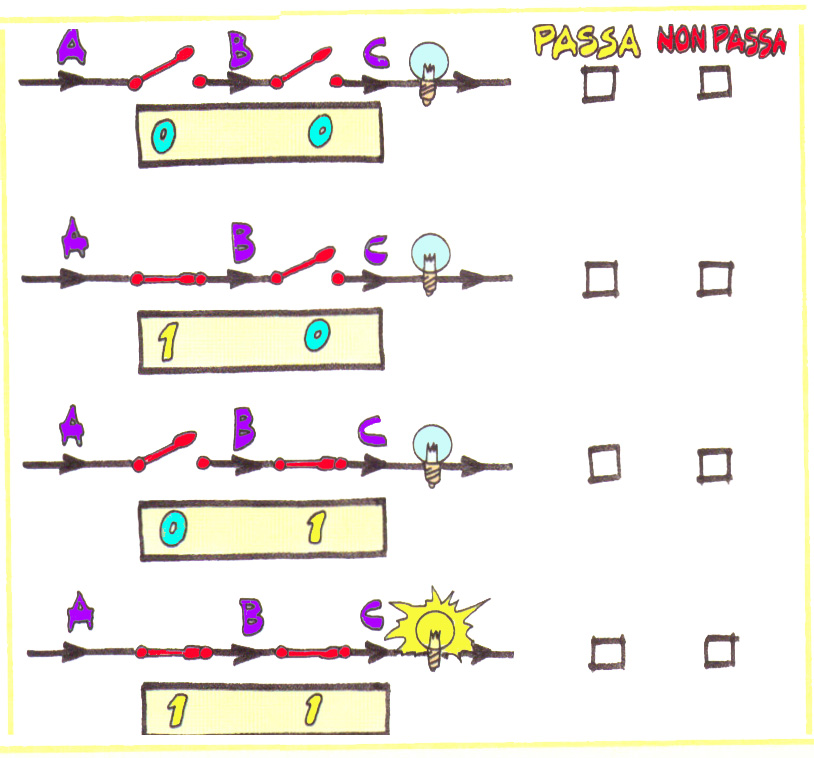 A B C PASSA NON PASSA
0 0
A B C
1 0
A B C
0 1
A B C
1 1